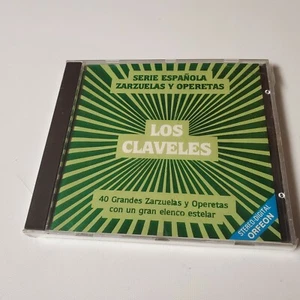 SERIE ESPAÑOLA
ZARZUELAS Y OPERETAS
LOS
CLAVELES
40 Grandes Zarzuelas y Operetas
con un gran elenco estelar
STEREO-DIGITAL
ORFEON